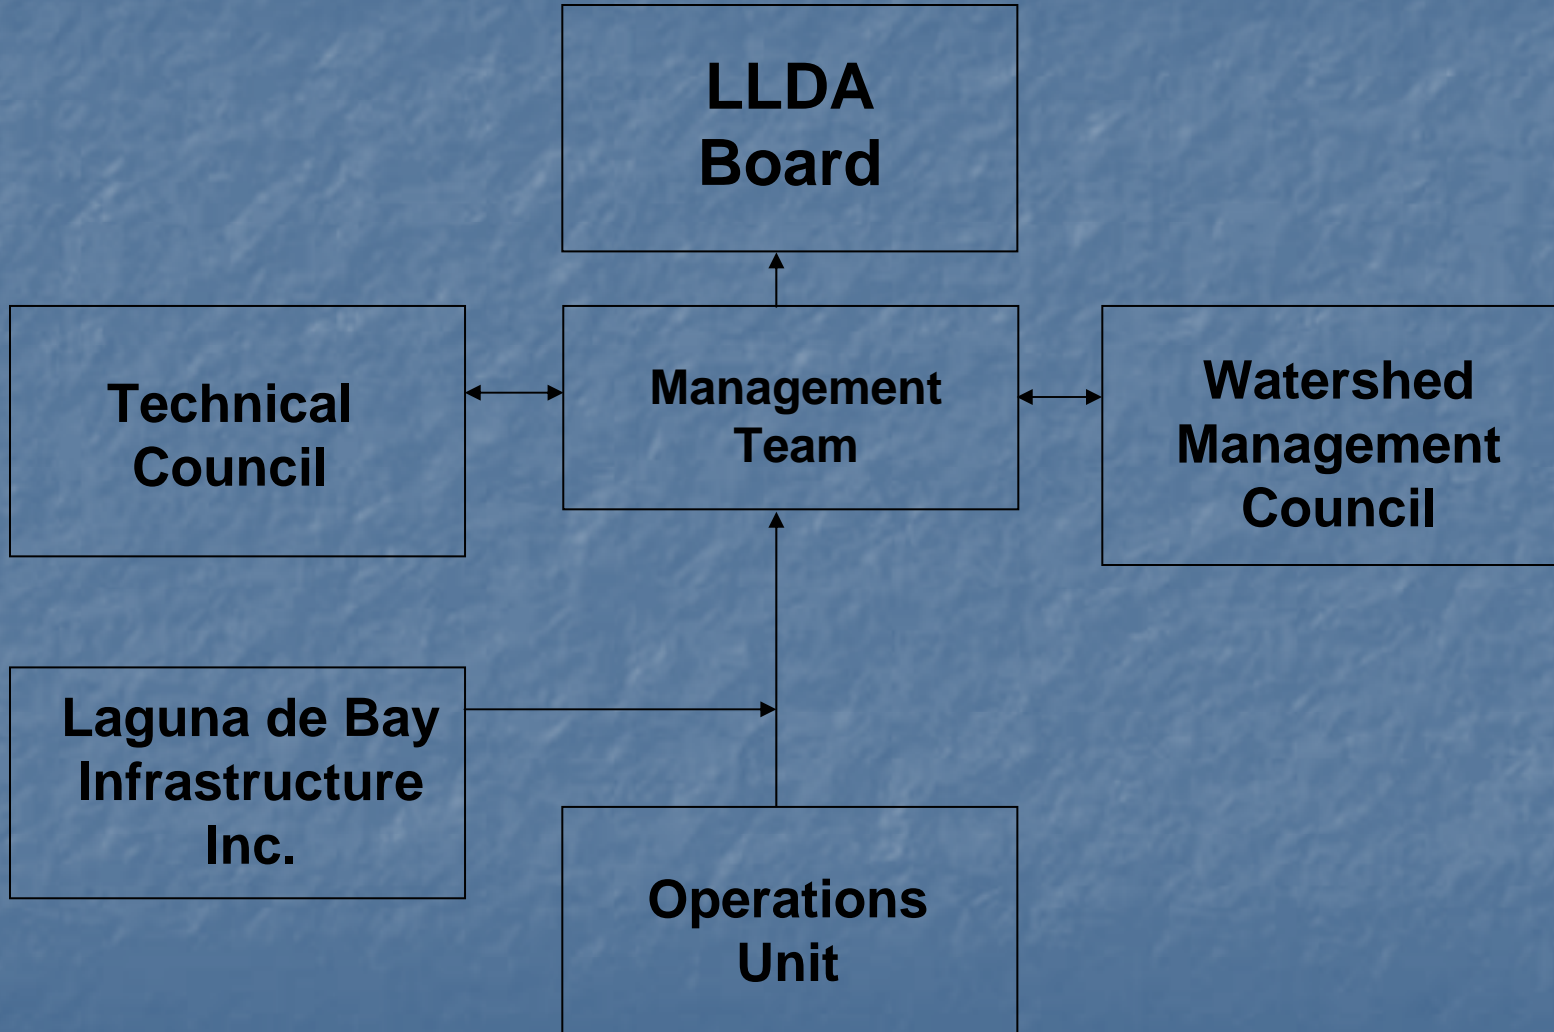 LLDA
Board
Technical
Council
Management
Team
Watershed
Management
Council
Laguna de Bay
Infrastructure
Inc.
Operations
Unit